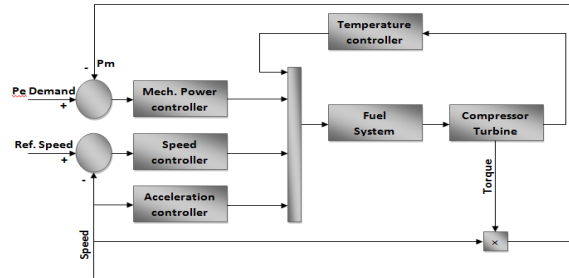 Temperature
controller
-
Pm
Pe Demand
+
Mech. Power
controller
Fuel
System
Compressor
Turbine
Ref. Speed
+
-
Speed
controller
Acceleration
controller
Torque
Speed
×